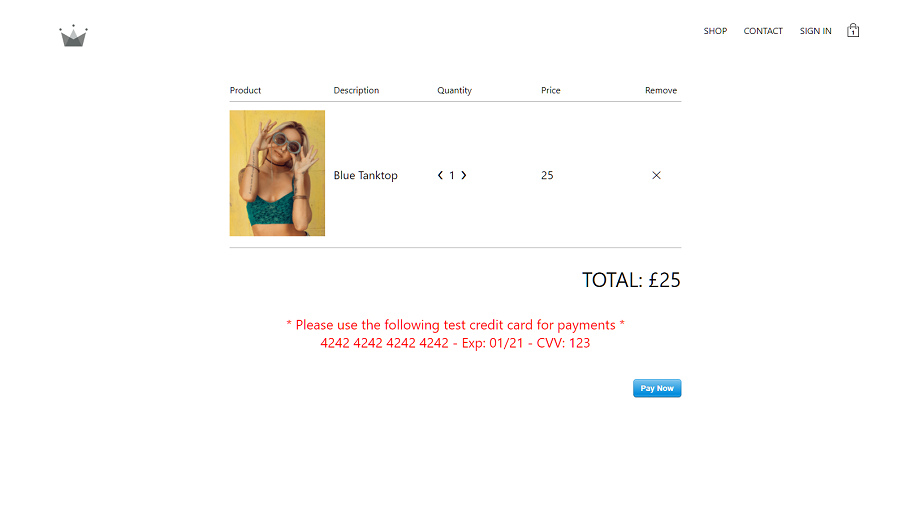 SHOP CONTACT SIGN IN 1
Product Description Quantity Price Remove
Blue Tanktop ❮ 1 ❯ 25 ✕
TOTAL: £25
* Please use the following test credit card for payments *
4242 4242 4242 4242 - Exp: 01/21 - CVV: 123
Pay Now